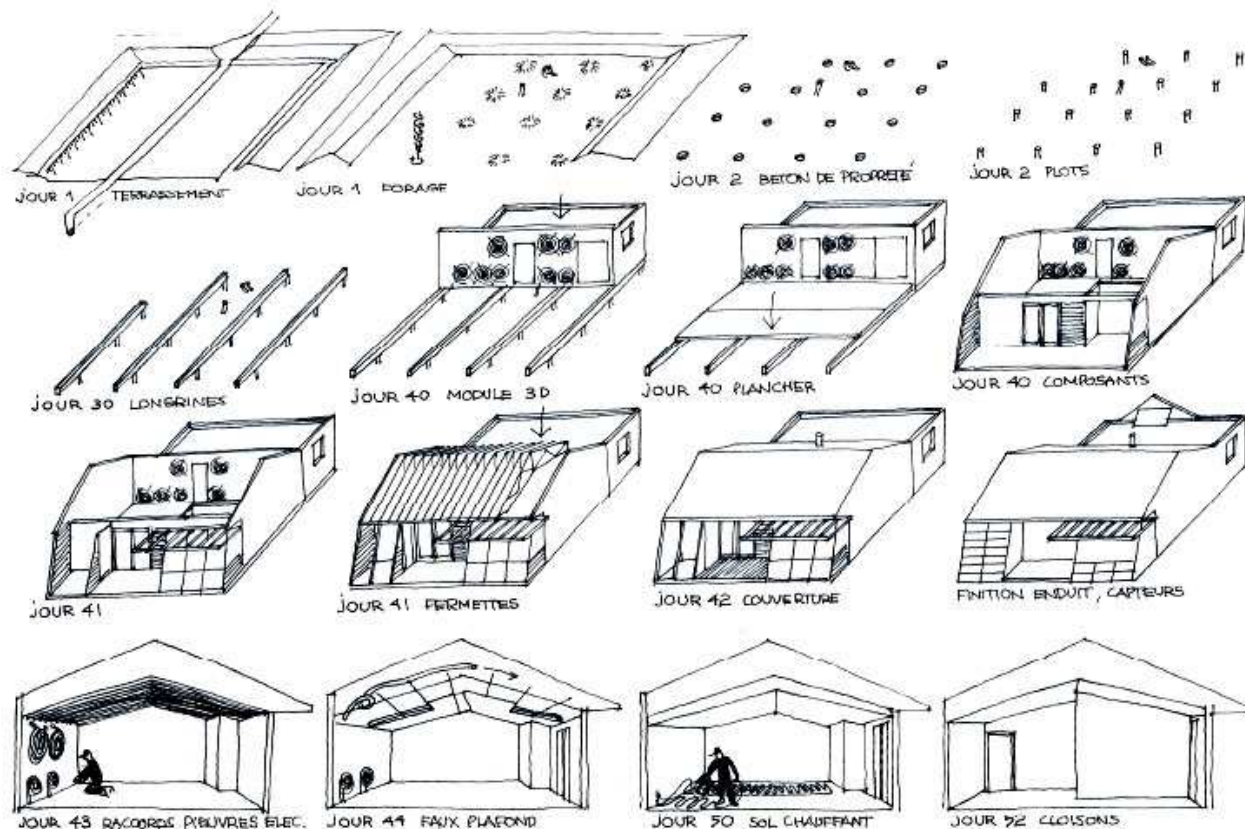 JOUR 1 TERRASSEMENT
JOUR 1 FORAGE
JOUR 2 BETON DE PROPRETÉ
JOUR 2 PLOTS
JOUR 30 LONGRINES
JOUR 40 MODULE 3D
JOUR 40 PLANCHER
JOUR 40 COMPOSANTS
JOUR 41
JOUR 41 FERMETTES
JOUR 42 COUVERTURE
FINITION ENDUIT, CAPTEURS
JOUR 43 RACCORDS PIEUVRES ELEC.
JOUR 44 FAUX PLAFOND
JOUR 50 SOL CHAUFFANT
JOUR 52 CLOISONS